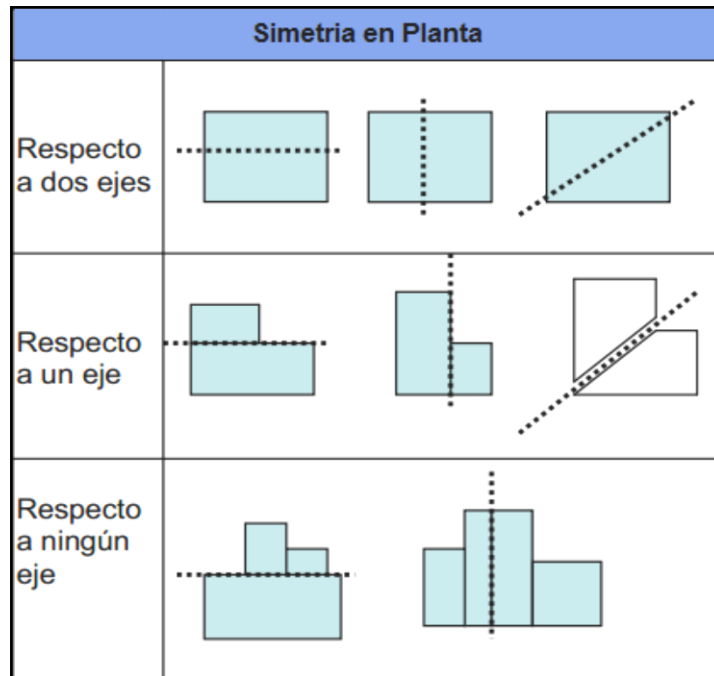 Simetria en Planta
Respecto
a dos ejes
Respecto
a un eje
Respecto
a ningún
eje